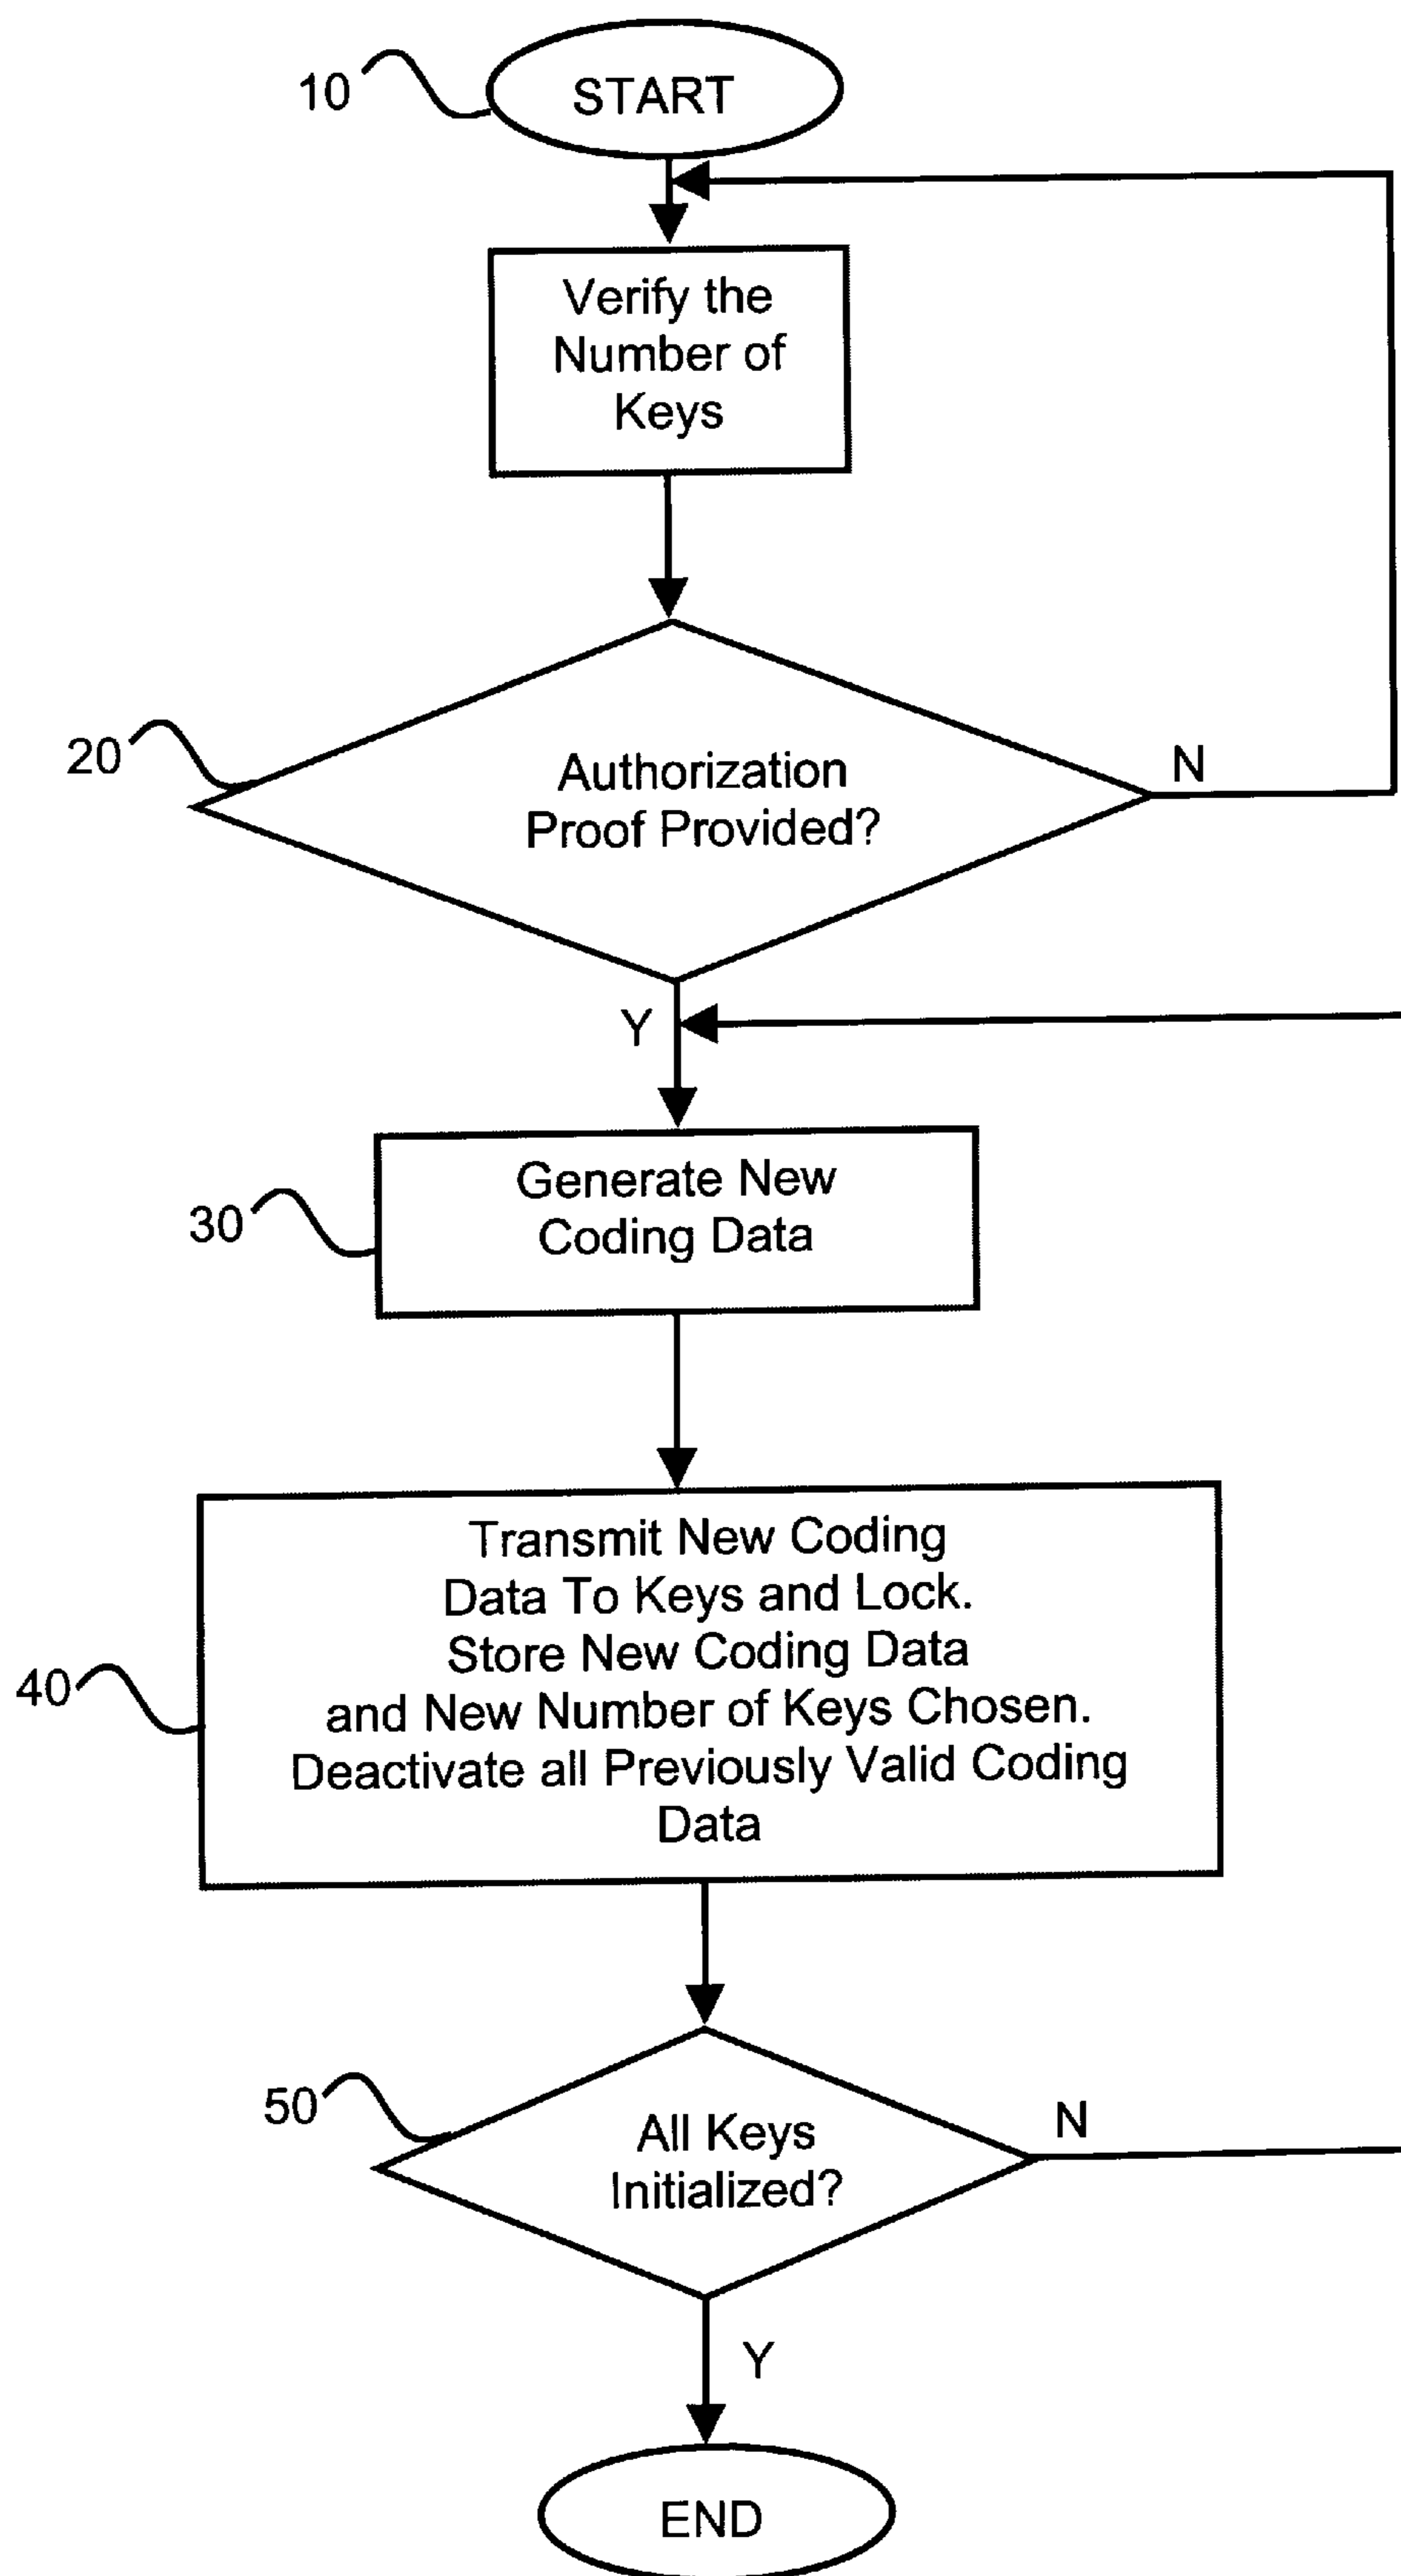 10
START
Verify the
Number of
Keys
20
Authorization
Proof Provided?
N
Y
30
Generate New
Coding Data
40
Transmit New Coding
Data To Keys and Lock.
Store New Coding Data
and New Number of Keys Chosen.
Deactivate all Previously Valid Coding
Data
50
All Keys
Initialized?
N
Y
END